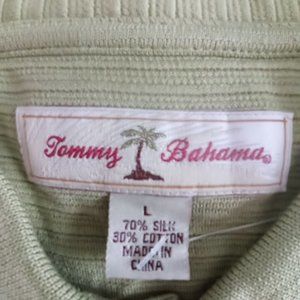 Tommy Bahama®
L
70% SILK
30% COTTON
MADE IN
CHINA